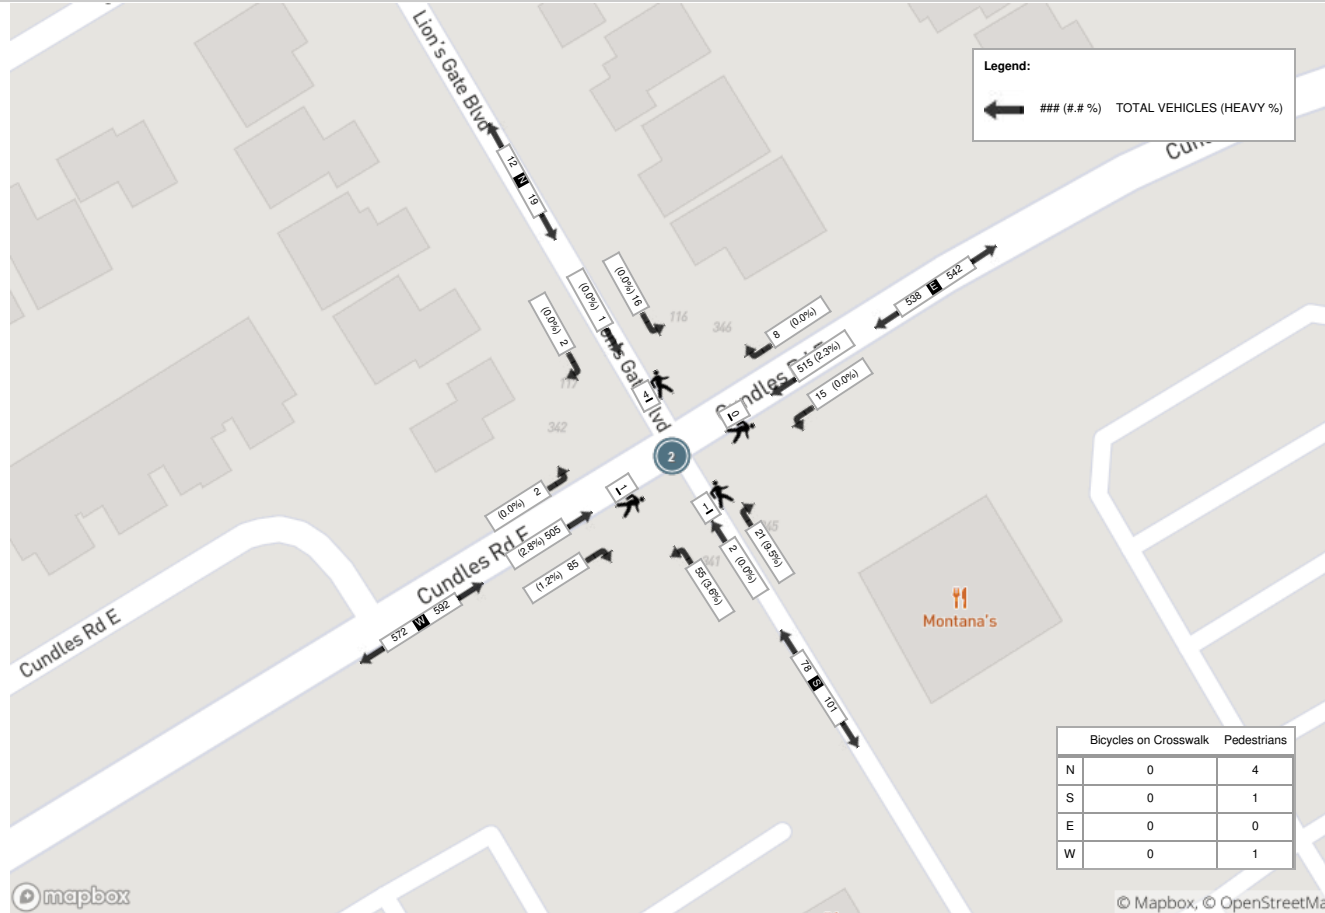 Lion's Gate Blvd
Legend:
### (#.# %) TOTAL VEHICLES (HEAVY %)
12 N 19
(0.0%) 2
(0.0%) 1
(0.0%) 16
116
346
8 (0.0%)
515 (2.3%)
15 (0.0%)
538 E 542
4
0
342
2
(0.0%) 2
(2.8%) 505
(1.2%) 85
1
1
Cundles Rd E
572 W 592
55 (3.6%)
2 (0.0%)
21 (9.5%)
78 S 101
Cundles Rd E
Montana's
Bicycles on Crosswalk Pedestrians
N 0 4
S 0 1
E 0 0
W 0 1
mapbox
© Mapbox, © OpenStreetMa